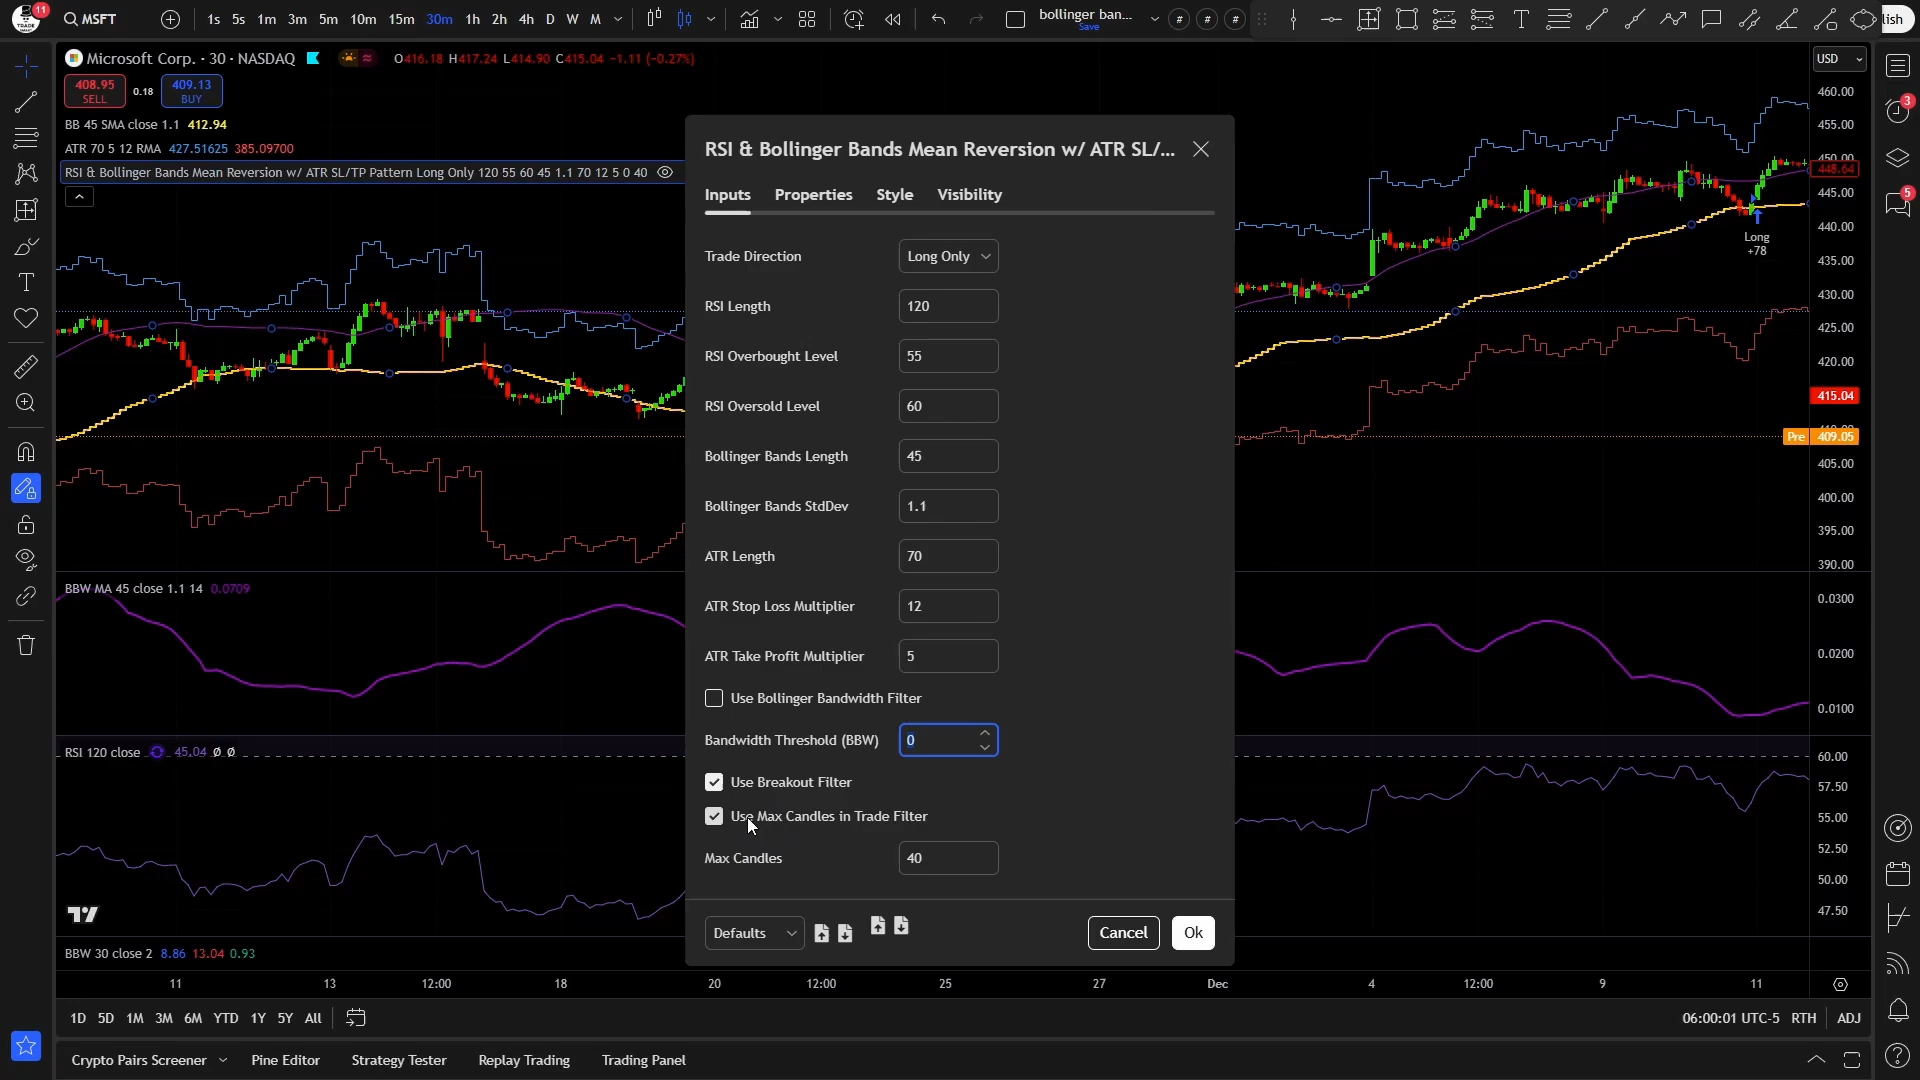 11
MSFT
1s 5s 1m 3m 5m 10m 15m 30m 1h 2h 4h D W M
bollinger ban...
Save
# # #
lish
Microsoft Corp. · 30 · NASDAQ
O416.18 H417.24 L414.90 C415.04 −1.11 (−0.27%)
408.95
SELL
0.18
409.13
BUY
BB 45 SMA close 1.1 412.94
ATR 70 5 12 RMA 427.51625 385.09700
RSI & Bollinger Bands Mean Reversion w/ ATR SL/TP Pattern Long Only 120 55 60 45 1.1 70 12 5 0 40
RSI & Bollinger Bands Mean Reversion w/ ATR SL/...
Inputs Properties Style Visibility
Trade Direction Long Only
RSI Length 120
RSI Overbought Level 55
RSI Oversold Level 60
Bollinger Bands Length 45
Bollinger Bands StdDev 1.1
ATR Length 70
ATR Stop Loss Multiplier 12
ATR Take Profit Multiplier 5
Use Bollinger Bandwidth Filter
Bandwidth Threshold (BBW) 0
Use Breakout Filter
Use Max Candles in Trade Filter
Max Candles 40
Defaults
Cancel
Ok
Long
+78
USD
460.00
455.00
450.00
448.64
445.00
440.00
435.00
430.00
425.00
420.00
415.04
Pre 409.05
405.00
400.00
395.00
390.00
3
5
BBW MA 45 close 1.1 14 0.0709
0.0300
0.0200
0.0100
RSI 120 close 45.04 Ø Ø
60.00
57.50
55.00
52.50
50.00
47.50
BBW 30 close 2 8.86 13.04 0.93
11 13 12:00 18 20 12:00 25 27 Dec 4 12:00 9 11
1D 5D 1M 3M 6M YTD 1Y 5Y All
06:00:01 UTC-5 RTH ADJ
Crypto Pairs Screener Pine Editor Strategy Tester Replay Trading Trading Panel